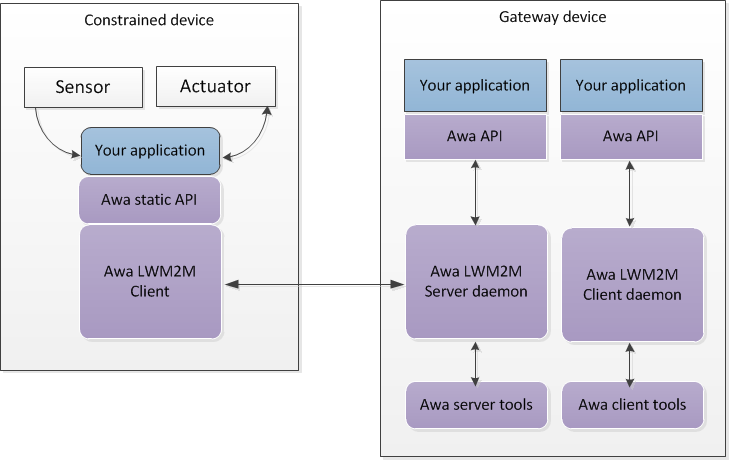 Constrained device
Sensor
Actuator
Your application
Awa static API
Awa LWM2M
Client
Gateway device
Your application
Your application
Awa API
Awa API
Awa LWM2M
Server daemon
Awa LWM2M
Client daemon
Awa server tools
Awa client tools